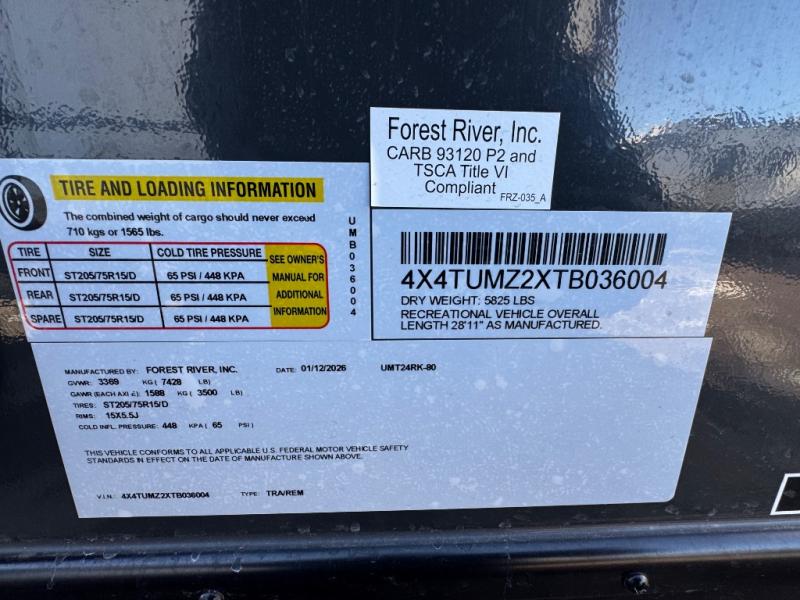 Forest River, Inc.
CARB 93120 P2 and
TSCA Title VI
Compliant
FRZ-035_A
TIRE AND LOADING INFORMATION
The combined weight of cargo should never exceed
710 kgs or 1565 lbs.
TIRE SIZE COLD TIRE PRESSURE
FRONT ST205/75R15/D 65 PSI / 448 KPA
REAR ST205/75R15/D 65 PSI / 448 KPA
SPARE ST205/75R15/D 65 PSI / 448 KPA
SEE OWNER'S
MANUAL FOR
ADDITIONAL
INFORMATION
UMB036004
4X4TUMZ2XTB036004
DRY WEIGHT: 5825 LBS
RECREATIONAL VEHICLE OVERALL
LENGTH 28'11" AS MANUFACTURED.
MANUFACTURED BY: FOREST RIVER, INC. DATE: 01/12/2026 UMT24RK-80
GVWR: 3369 KG ( 7428 LB)
GAWR (EACH AXLE): 1588 KG ( 3500 LB)
TIRES: ST205/75R15/D
RIMS: 15X5.5J
COLD INFL. PRESSURE: 448 KPA ( 65 PSI )
THIS VEHICLE CONFORMS TO ALL APPLICABLE U.S. FEDERAL MOTOR VEHICLE SAFETY
STANDARDS IN EFFECT ON THE DATE OF MANUFACTURE SHOWN ABOVE.
V.I.N.: 4X4TUMZ2XTB036004 TYPE: TRA/REM